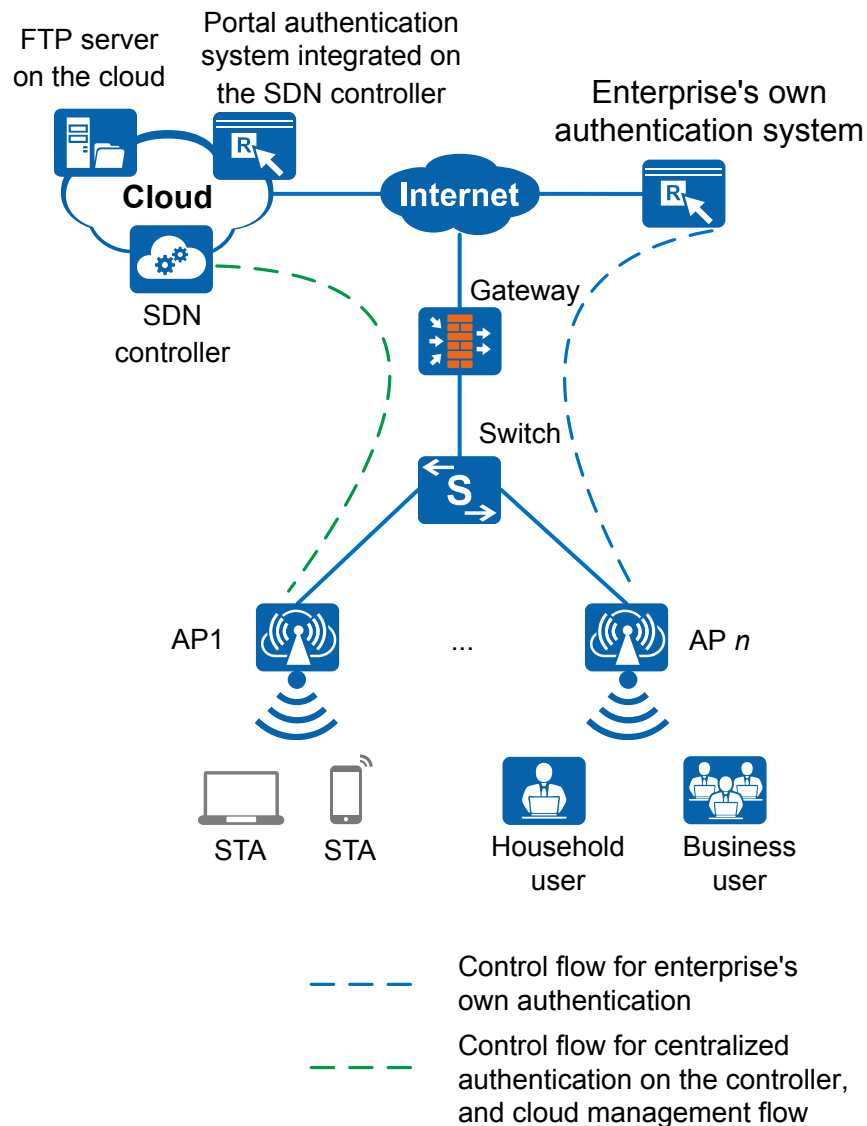 FTP server
on the cloud
Portal authentication
system integrated on
the SDN controller
Enterprise's own
authentication system
R
Cloud
Internet
R
SDN
controller
Gateway
Switch
S
AP1
...
AP n
STA
STA
Household
user
Business
user
Control flow for enterprise's
own authentication
Control flow for centralized
authentication on the controller,
and cloud management flow